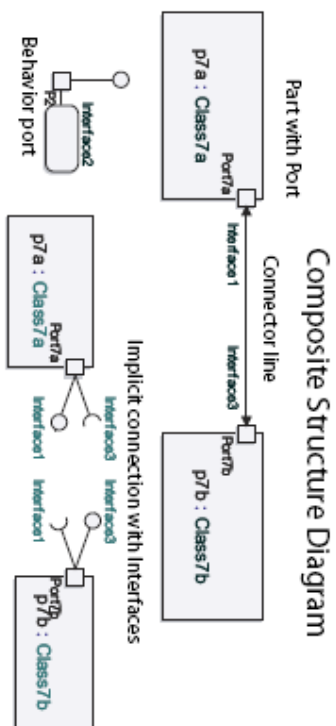 Composite Structure Diagram
Part with Port
Connector line
p7a : Class7a
Port7a
Interface1
Interface3
Port7b
p7b : Class7b
Behavior port
Interface2
P2
Implicit connection with Interfaces
p7a : Class7a
Port7a
Interface3
Interface1
Interface3
Interface1
Port7b
p7b : Class7b